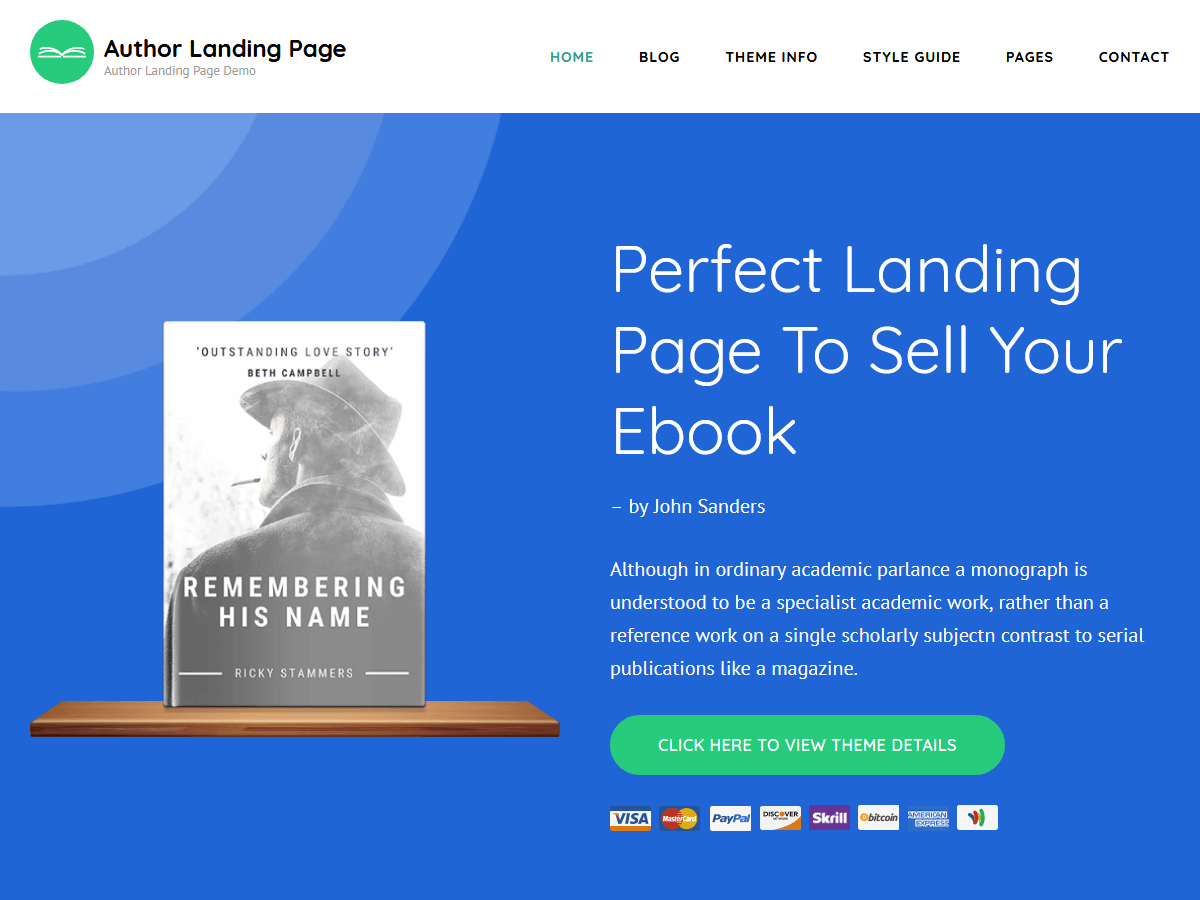 Author Landing Page
Author Landing Page Demo
HOME
BLOG
THEME INFO
STYLE GUIDE
PAGES
CONTACT
'OUTSTANDING LOVE STORY'
BETH CAMPBELL
REMEMBERING
HIS NAME
RICKY STAMMERS
Perfect Landing
Page To Sell Your
Ebook
– by John Sanders
Although in ordinary academic parlance a monograph is
understood to be a specialist academic work, rather than a
reference work on a single scholarly subjectn contrast to serial
publications like a magazine.
CLICK HERE TO VIEW THEME DETAILS
VISA
MasterCard
PayPal
DISCOVER
NETWORK
Skrill
bitcoin
AMERICAN
EXPRESS